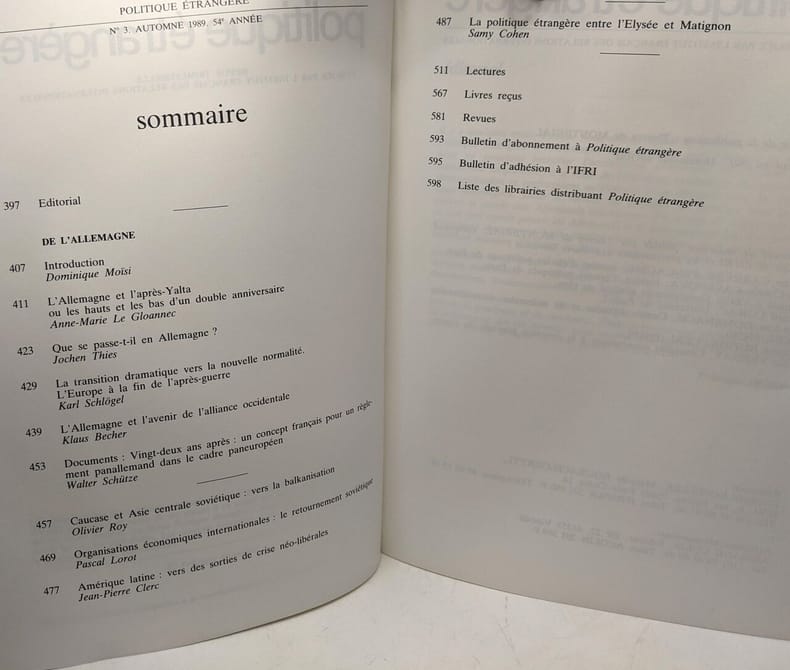 POLITIQUE ÉTRANGÈRE
N° 3, AUTOMNE 1989, 54e ANNÉE
sommaire
397 Editorial
DE L'ALLEMAGNE
407 Introduction
Dominique Moïsi
411 L'Allemagne et l'après-Yalta
ou les hauts et les bas d'un double anniversaire
Anne-Marie Le Gloannec
423 Que se passe-t-il en Allemagne ?
Jochen Thies
429 La transition dramatique vers la nouvelle normalité.
L'Europe à la fin de l'après-guerre
Karl Schlögel
439 L'Allemagne et l'avenir de l'alliance occidentale
Klaus Becher
453 Documents : Vingt-deux ans après : un concept français pour un règle-
ment panallemand dans le cadre paneuropéen
Walter Schütze
457 Caucase et Asie centrale soviétique : vers la balkanisation
Olivier Roy
469 Organisations économiques internationales : le retournement soviétique
Pascal Lorot
477 Amérique latine : vers des sorties de crise néo-libérales
Jean-Pierre Clerc
487 La politique étrangère entre l'Elysée et Matignon
Samy Cohen
511 Lectures
567 Livres reçus
581 Revues
593 Bulletin d'abonnement à Politique étrangère
595 Bulletin d'adhésion à l'IFRI
598 Liste des librairies distribuant Politique étrangère